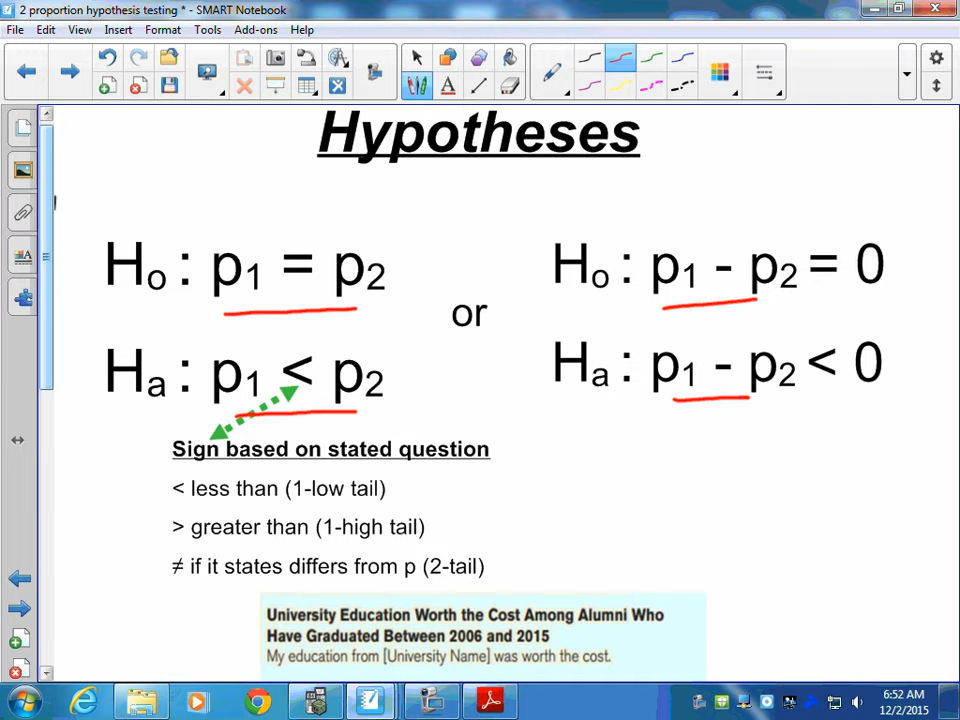 2 proportion hypothesis testing * - SMART Notebook
File Edit View Insert Format Tools Add-ons Help
Hypotheses
Ho : p1 = p2
Ho : p1 - p2 = 0
or
Ha : p1 < p2
Ha : p1 - p2 < 0
Sign based on stated question
< less than (1-low tail)
> greater than (1-high tail)
≠ if it states differs from p (2-tail)
University Education Worth the Cost Among Alumni Who
Have Graduated Between 2006 and 2015
My education from [University Name] was worth the cost.
6:52 AM
12/2/2015